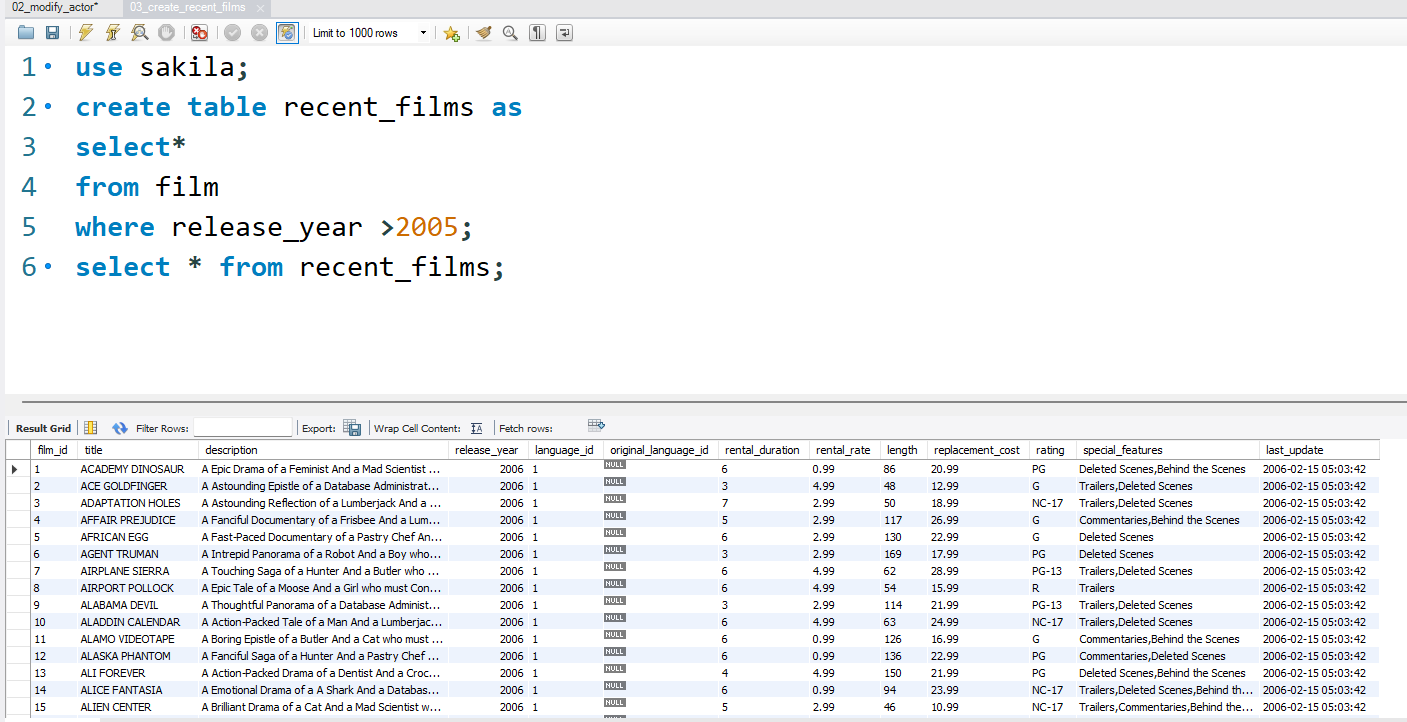 02_modify_actor* 03_create_recent_films
Limit to 1000 rows
1 use sakila;
2 create table recent_films as
3 select*
4 from film
5 where release_year >2005;
6 select * from recent_films;
Result Grid Filter Rows: Export: Wrap Cell Content: Fetch rows:
film_id title description release_year language_id original_language_id rental_duration rental_rate length replacement_cost rating special_features last_update
1 ACADEMY DINOSAUR A Epic Drama of a Feminist And a Mad Scientist ... 2006 1 NULL 6 0.99 86 20.99 PG Deleted Scenes,Behind the Scenes 2006-02-15 05:03:42
2 ACE GOLDFINGER A Astounding Epistle of a Database Administrat... 2006 1 NULL 3 4.99 48 12.99 G Trailers,Deleted Scenes 2006-02-15 05:03:42
3 ADAPTATION HOLES A Astounding Reflection of a Lumberjack And a ... 2006 1 NULL 7 2.99 50 18.99 NC-17 Trailers,Deleted Scenes 2006-02-15 05:03:42
4 AFFAIR PREJUDICE A Fanciful Documentary of a Frisbee And a Lum... 2006 1 NULL 5 2.99 117 26.99 G Commentaries,Behind the Scenes 2006-02-15 05:03:42
5 AFRICAN EGG A Fast-Paced Documentary of a Pastry Chef An... 2006 1 NULL 6 2.99 130 22.99 G Deleted Scenes 2006-02-15 05:03:42
6 AGENT TRUMAN A Intrepid Panorama of a Robot And a Boy who... 2006 1 NULL 3 2.99 169 17.99 PG Deleted Scenes 2006-02-15 05:03:42
7 AIRPLANE SIERRA A Touching Saga of a Hunter And a Butler who ... 2006 1 NULL 6 4.99 62 28.99 PG-13 Trailers,Deleted Scenes 2006-02-15 05:03:42
8 AIRPORT POLLOCK A Epic Tale of a Moose And a Girl who must Con... 2006 1 NULL 6 4.99 54 15.99 R Trailers 2006-02-15 05:03:42
9 ALABAMA DEVIL A Thoughtful Panorama of a Database Administ... 2006 1 NULL 3 2.99 114 21.99 PG-13 Trailers,Deleted Scenes 2006-02-15 05:03:42
10 ALADDIN CALENDAR A Action-Packed Tale of a Man And a Lumberjac... 2006 1 NULL 6 4.99 63 24.99 NC-17 Trailers,Deleted Scenes 2006-02-15 05:03:42
11 ALAMO VIDEOTAPE A Boring Epistle of a Butler And a Cat who must ... 2006 1 NULL 6 0.99 126 16.99 G Commentaries,Behind the Scenes 2006-02-15 05:03:42
12 ALASKA PHANTOM A Fanciful Saga of a Hunter And a Pastry Chef ... 2006 1 NULL 6 0.99 136 22.99 PG Commentaries,Deleted Scenes 2006-02-15 05:03:42
13 ALI FOREVER A Action-Packed Drama of a Dentist And a Croc... 2006 1 NULL 4 4.99 150 21.99 PG Deleted Scenes,Behind the Scenes 2006-02-15 05:03:42
14 ALICE FANTASIA A Emotional Drama of a A Shark And a Databas... 2006 1 NULL 6 0.99 94 23.99 NC-17 Trailers,Deleted Scenes,Behind th... 2006-02-15 05:03:42
15 ALIEN CENTER A Brilliant Drama of a Cat And a Mad Scientist w... 2006 1 NULL 5 2.99 46 10.99 NC-17 Trailers,Commentaries,Behind the... 2006-02-15 05:03:42